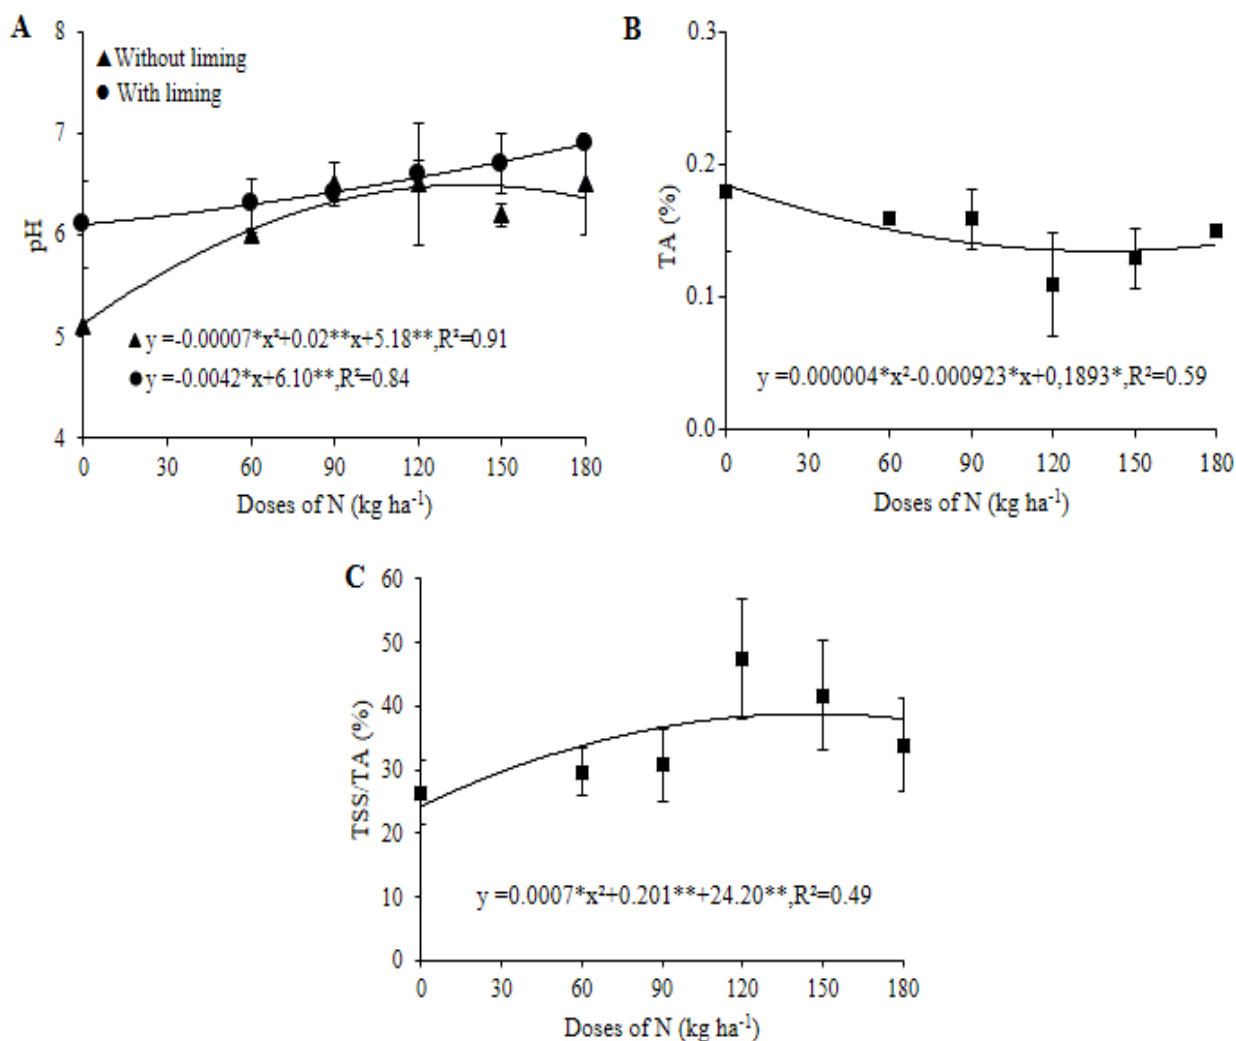 A
8
7
6
5
4
pH
Without liming
With liming
y =-0.00007*x²+0.02**x+5.18**,R²=0.91
y =-0.0042*x+6.10**,R²=0.84
0 30 60 90 120 150 180
Doses of N (kg ha⁻¹)
B
0.3
0.2
0.1
0.0
TA (%)
y =0.000004*x²-0.000923*x+0,1893*,R²=0.59
0 30 60 90 120 150 180
Doses of N (kg ha⁻¹)
C
60
50
40
30
20
10
0
TSS/TA (%)
y =0.0007*x²+0.201**+24.20**,R²=0.49
0 30 60 90 120 150 180
Doses of N (kg ha⁻¹)